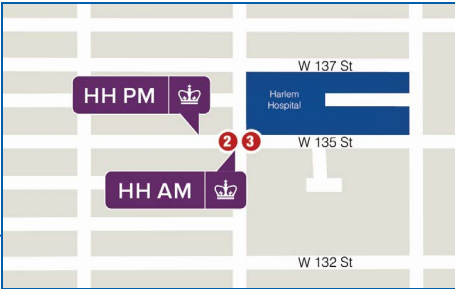 W 137 St
HH PM
Harlem
Hospital
2 3
W 135 St
HH AM
W 132 St